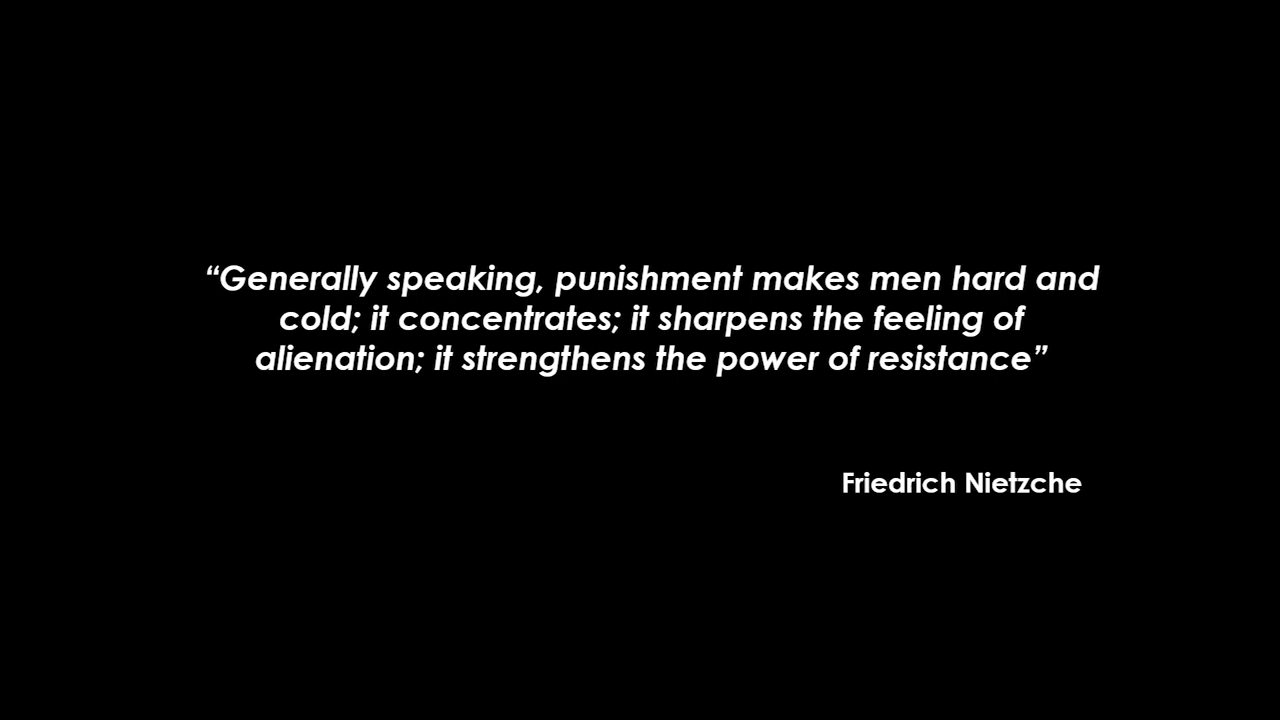 “Generally speaking, punishment makes men hard and
cold; it concentrates; it sharpens the feeling of
alienation; it strengthens the power of resistance”
Friedrich Nietzche